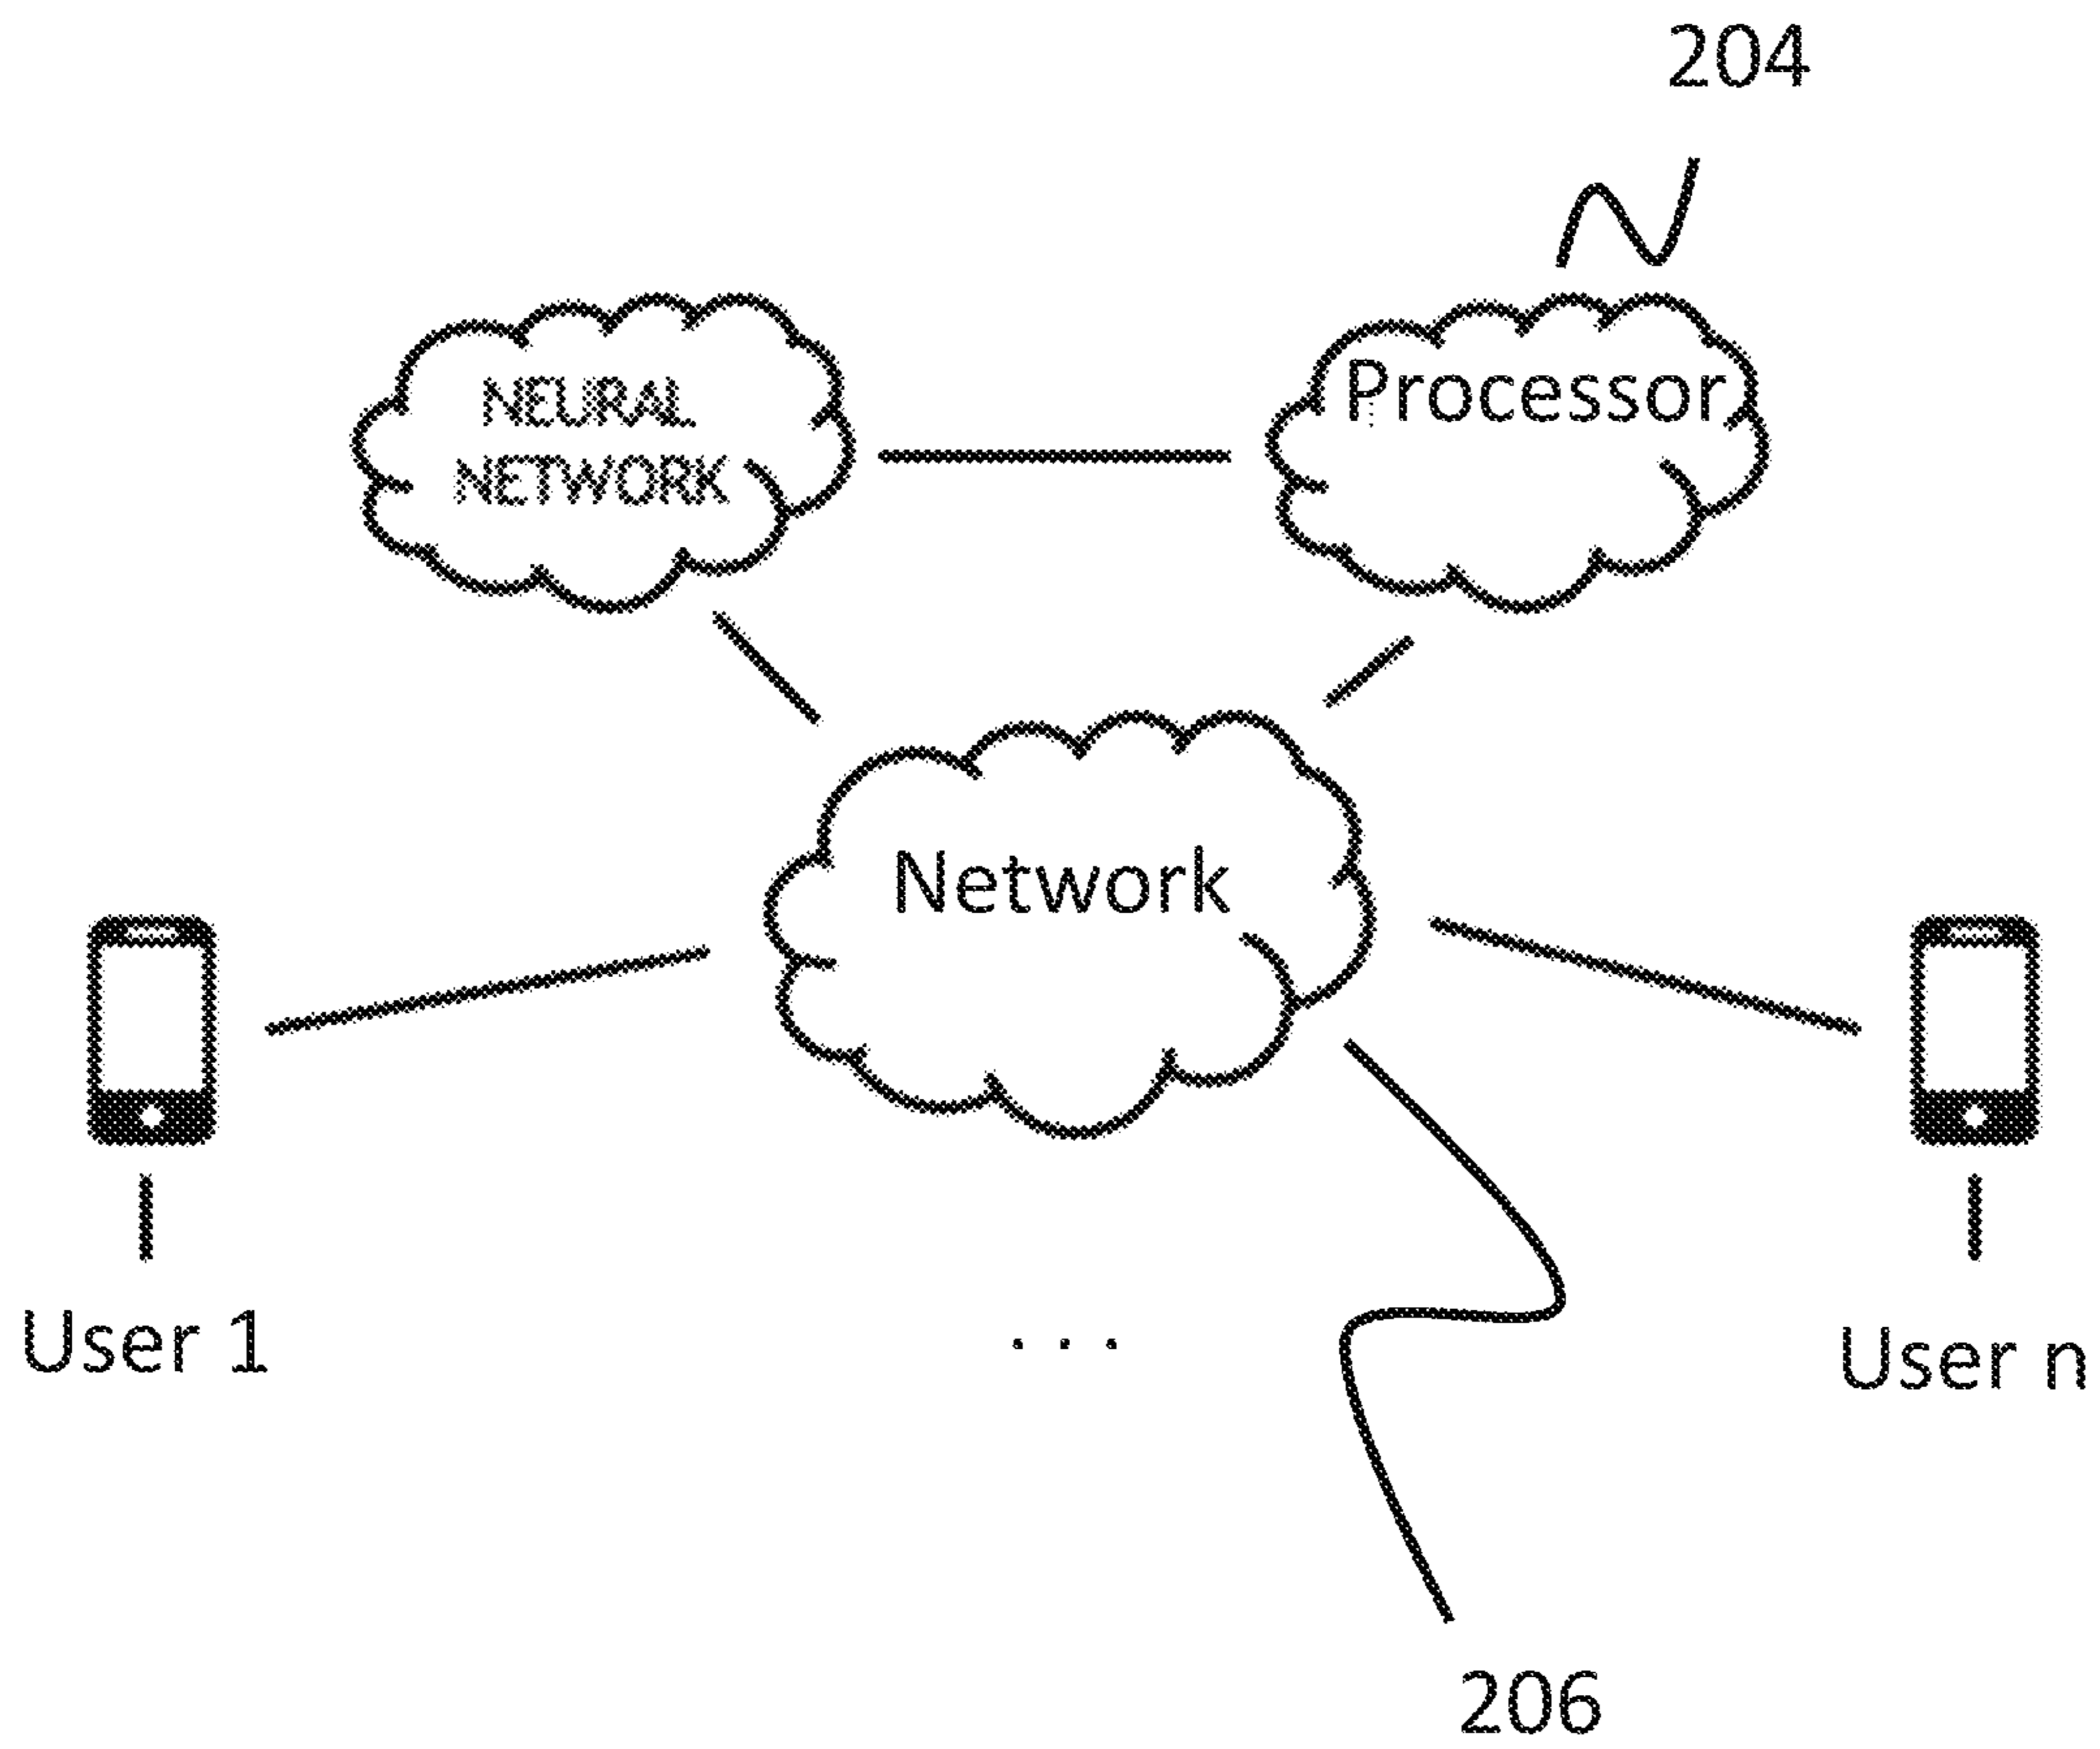 204
NEURAL
NETWORK
Processor
Network
User 1
. . .
User n
206